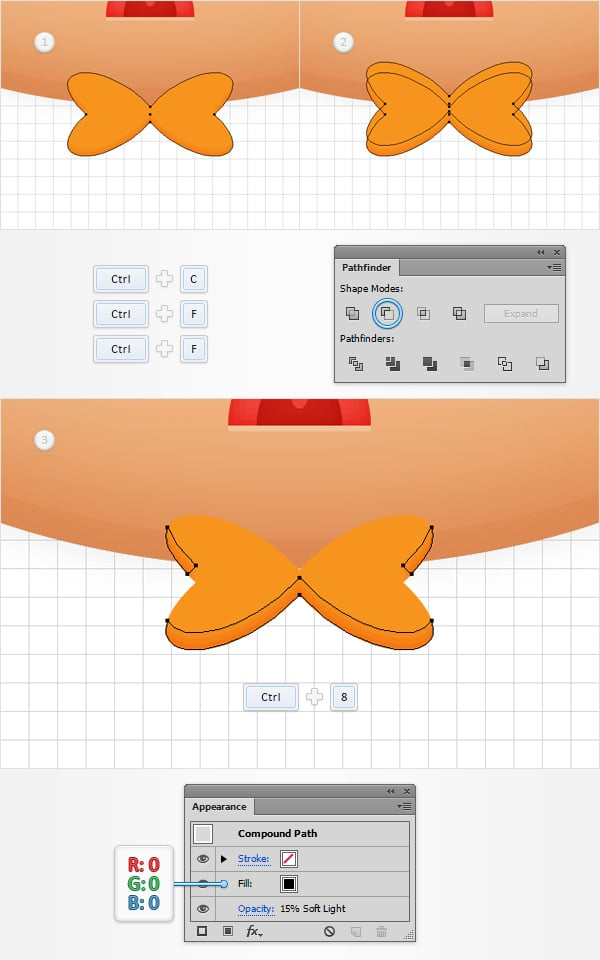 1
2
Ctrl C
Ctrl F
Ctrl F
Pathfinder
Shape Modes:
Expand
Pathfinders:
3
Ctrl 8
Appearance
Compound Path
Stroke:
Fill:
Opacity: 15% Soft Light
fx
R: 0
G: 0
B: 0